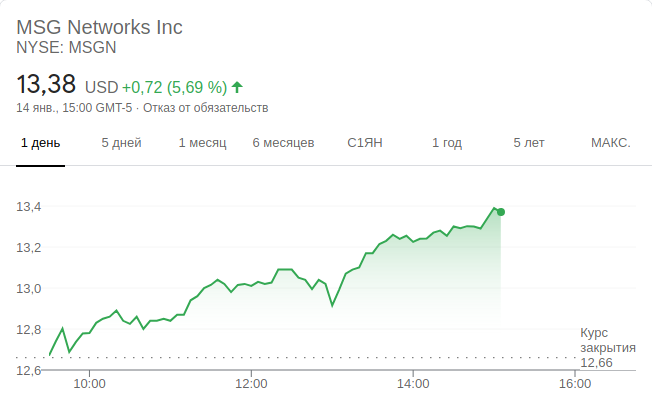 MSG Networks Inc
NYSE: MSGN
13,38 USD +0,72 (5,69 %)
14 янв., 15:00 GMT-5 · Отказ от обязательств
1 день 5 дней 1 месяц 6 месяцев С1ЯН 1 год 5 лет МАКС.
13,4
13,2
13,0
12,8
Курс
закрытия
12,66
12,6
10:00 12:00 14:00 16:00